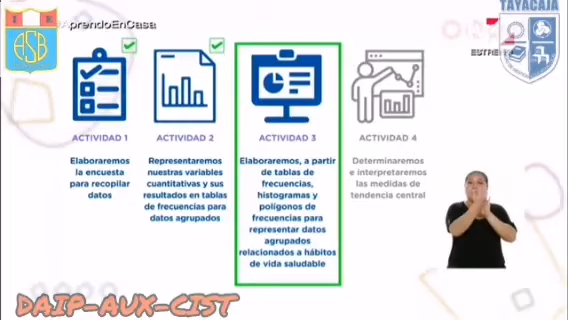 TAYACAJA
#AprendoEnCasa
ASB
ESTRE
ACTIVIDAD 1
Elaboraremos
la encuesta
para recopilar
datos
ACTIVIDAD 2
Representaremos
nuestras variables
cuantitativas y sus
resultados en tablas
de frecuencias para
datos agrupados
ACTIVIDAD 3
Elaboraremos, a partir
de tablas de
frecuencias,
histogramas y
polígonos de
frecuencias para
representar datos
agrupados
relacionados a hábitos
de vida saludable
ACTIVIDAD 4
Determinaremos
e interpretaremos
las medidas de
tendencia central
DAIP-AUX-CIST